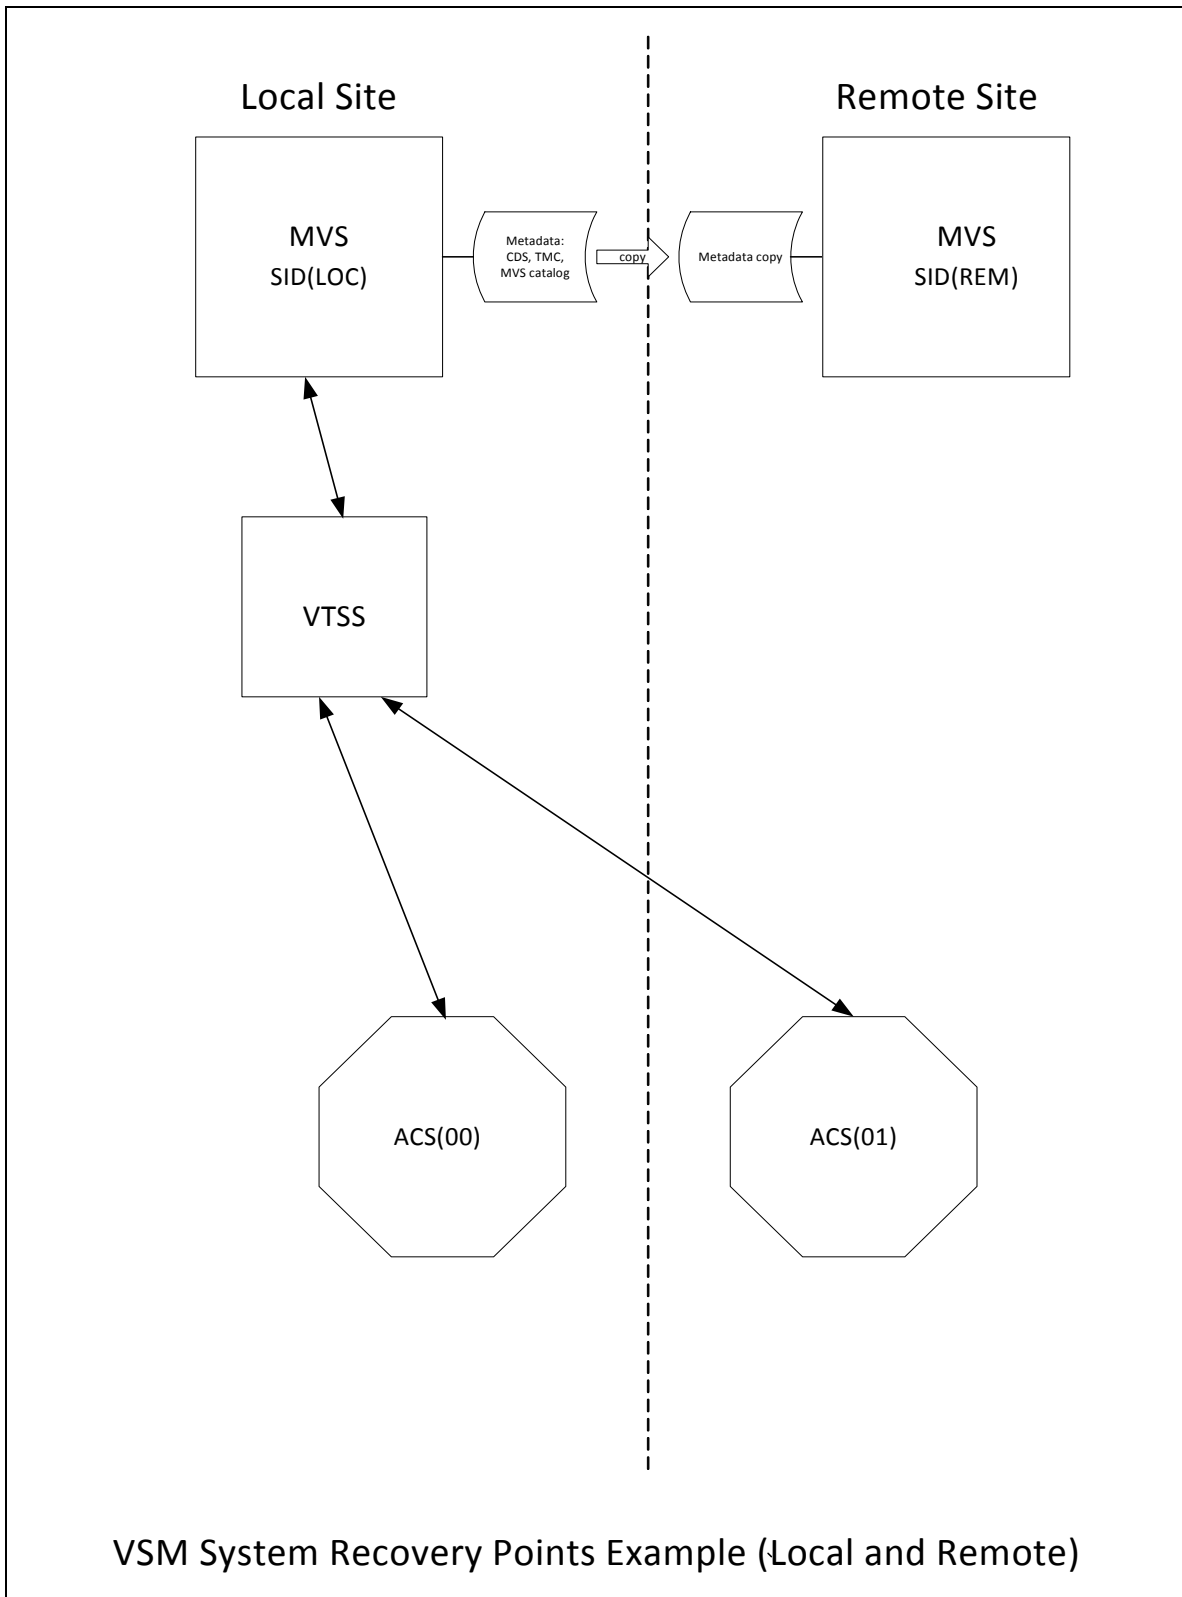 Local Site
Remote Site
MVS
SID(LOC)
Metadata:
CDS, TMC,
MVS catalog
copy
Metadata copy
MVS
SID(REM)
VTSS
ACS(00)
ACS(01)
VSM System Recovery Points Example (Local and Remote)